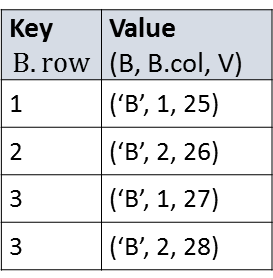 Key Value
B. row (B, B.col, V)
1 (‘B’, 1, 25)
2 (‘B’, 2, 26)
3 (‘B’, 1, 27)
3 (‘B’, 2, 28)